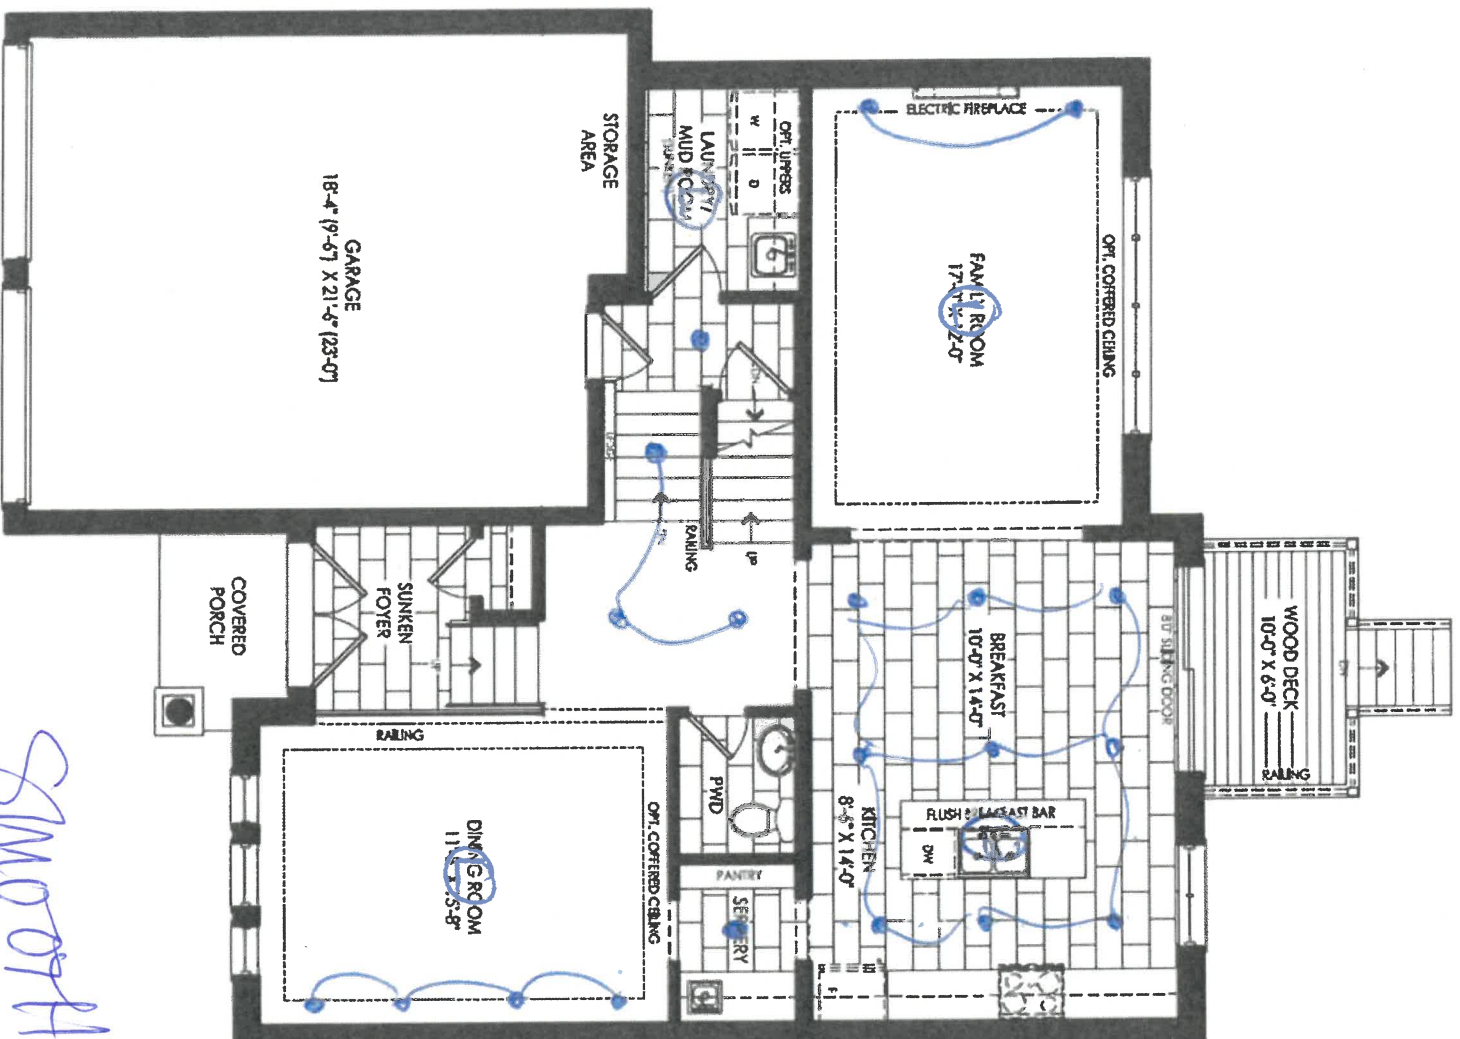 STORAGE
AREA
OPT. UPPERS
W
D
LAUNDRY/
MUD ROOM
ELECTRIC FIREPLACE
FAMILY ROOM
OPT. COFFERED CEILING
GARAGE
18'-4" (9'-6") X 21'-6" (23'-0")
DN
RAILING
UP
COVERED
PORCH
SUNKEN
FOYER
UP
RAILING
BREAKFAST
10'-0" X 14'-0"
8'0" SLIDING DOOR
WOOD DECK
10'-0" X 6'-0"
RAILING
DN
PWD
KITCHEN
8'-6" X 14'-0"
FLUSH BREAKFAST BAR
DW
PANTRY
SERVERY
F
DINING ROOM
OPT. COFFERED CEILING
L
L
L
L